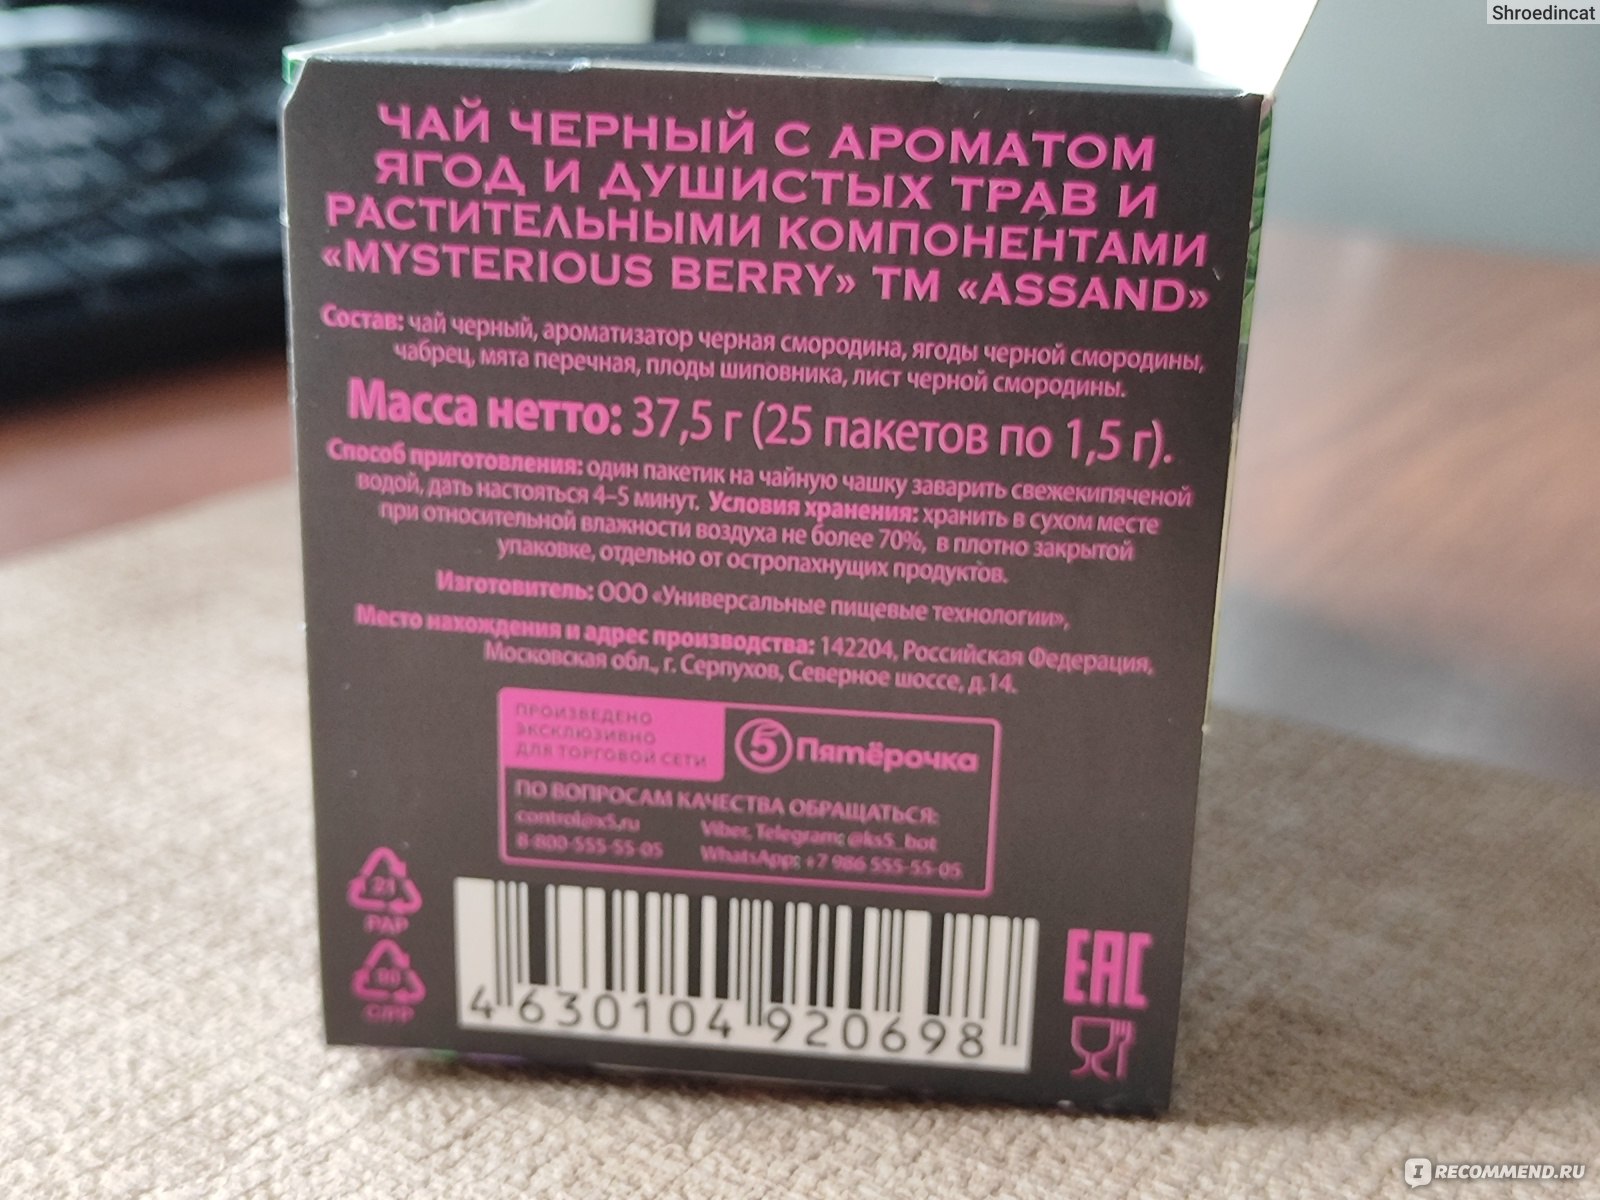 Shroedincat
ЧАЙ ЧЕРНЫЙ С АРОМАТОМ
ЯГОД И ДУШИСТЫХ ТРАВ И
РАСТИТЕЛЬНЫМИ КОМПОНЕНТАМИ
«MYSTERIOUS BERRY» ТМ «ASSAND»
Состав: чай черный, ароматизатор черная смородина, ягоды черной смородины,
чабрец, мята перечная, плоды шиповника, лист черной смородины.
Масса нетто: 37,5 г (25 пакетов по 1,5 г).
Способ приготовления: один пакетик на чайную чашку заварить свежекипяченой
водой, дать настояться 4–5 минут. Условия хранения: хранить в сухом месте
при относительной влажности воздуха не более 70%, в плотно закрытой
упаковке, отдельно от остропахнущих продуктов.
Изготовитель: ООО «Универсальные пищевые технологии»,
Место нахождения и адрес производства: 142204, Российская Федерация,
Московская обл., г. Серпухов, Северное шоссе, д.14.
ПРОИЗВЕДЕНО
ЭКСКЛЮЗИВНО
ДЛЯ ТОРГОВОЙ СЕТИ
5 Пятёрочка
ПО ВОПРОСАМ КАЧЕСТВА ОБРАЩАТЬСЯ:
control@x5.ru
8-800-555-55-05
Viber, Telegram: @ks5_bot
WhatsApp: +7 986 555-55-05
21
PAP
90
C/PP
4 630104 920698
EAC
I RECOMMEND.RU